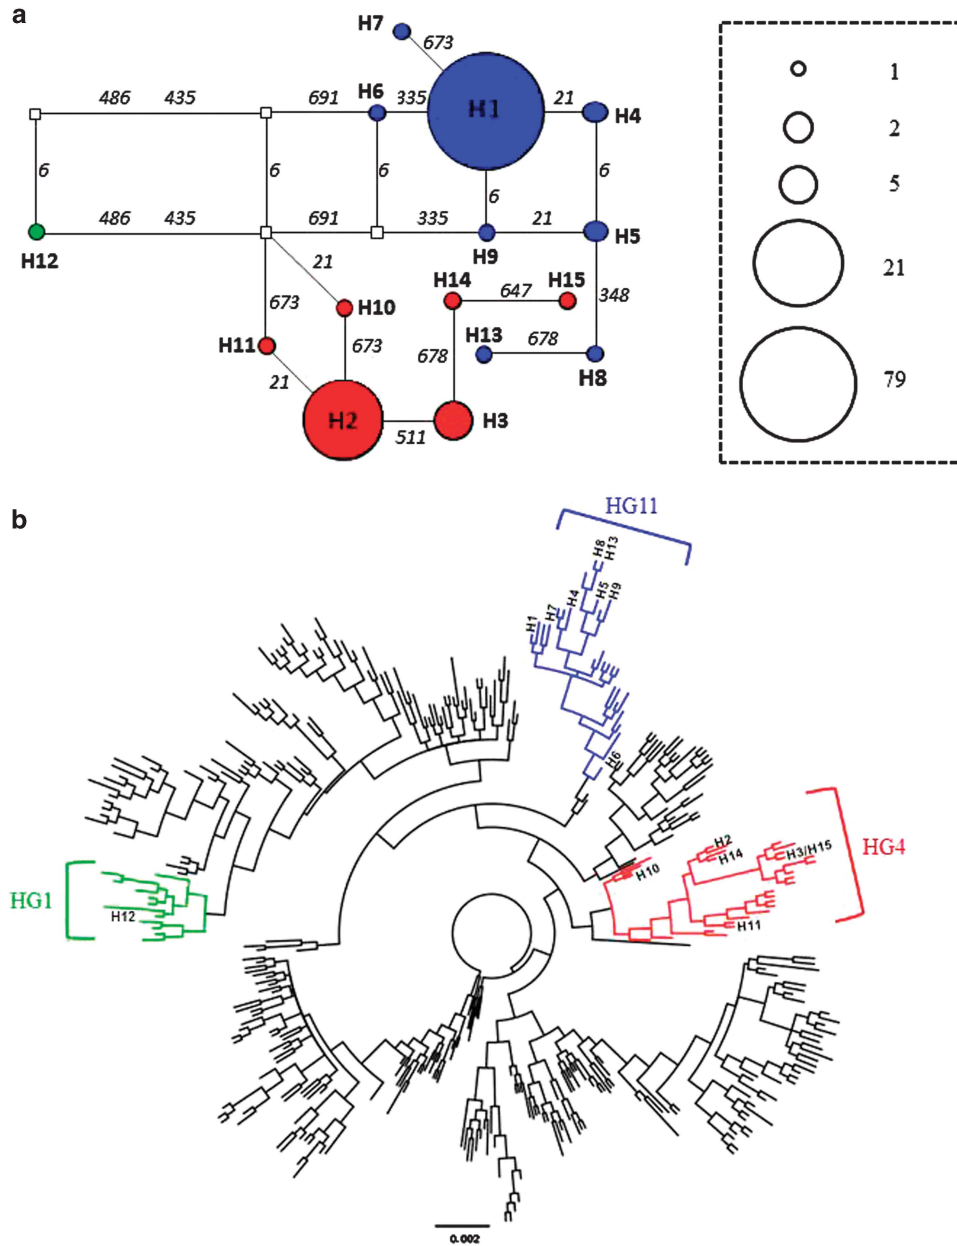 a
H7
673
486 435 691 H6 335 H1 21 H4
1
2
6 6 6 6 6
5
486 435 691 335 21
H12 H9 H5
21
21
H14 H15
647 348
673 H10
H13 678
H11 673 678 H8
21
79
H2 H3
511
b
HG11
H8
H13
H4 H5 H9
H1 H7
H6
HG4
H2
H14 H3/H15
H10
HG1
H12
H11
0.002